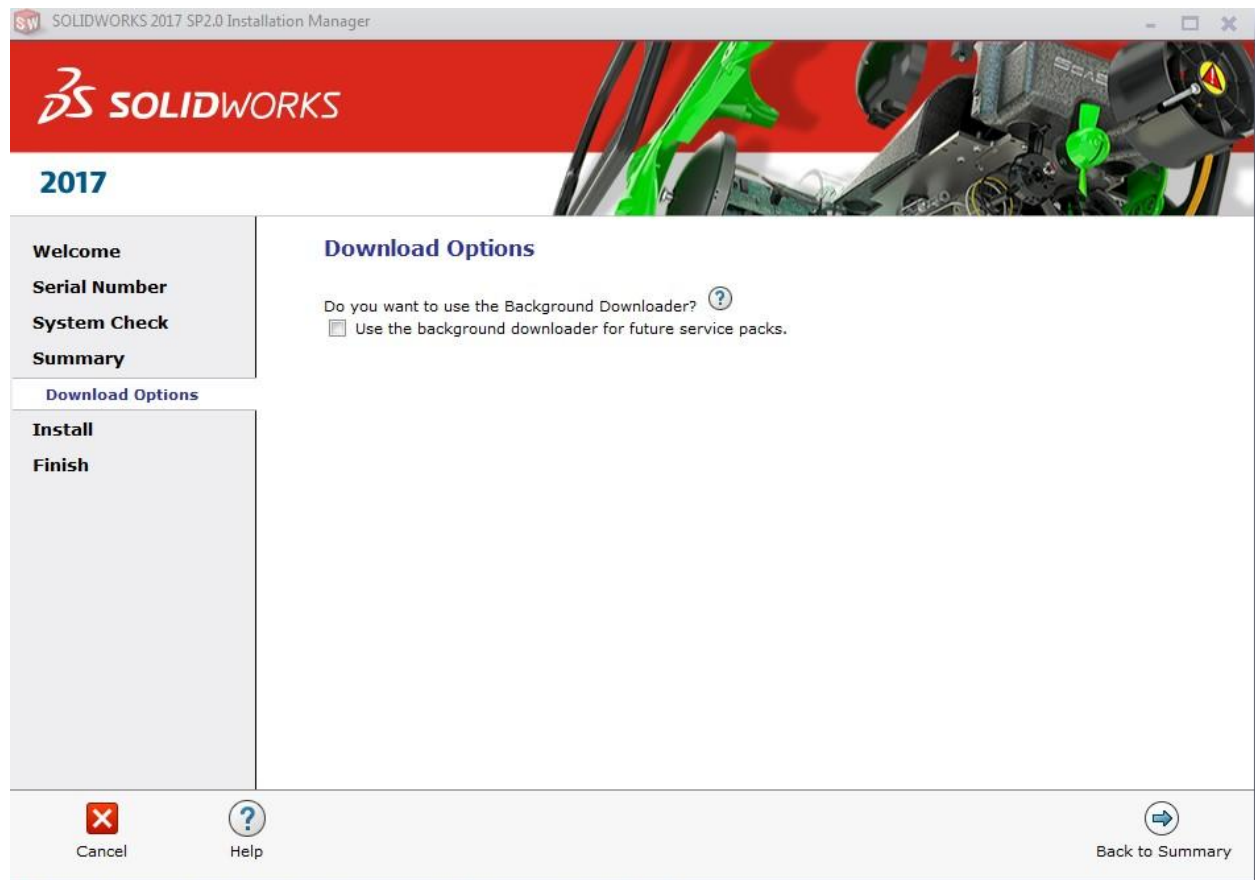 SW SOLIDWORKS 2017 SP2.0 Installation Manager
SOLIDWORKS
2017
Welcome
Serial Number
System Check
Summary
Download Options
Install
Finish
Download Options
Do you want to use the Background Downloader? ?
Use the background downloader for future service packs.
Cancel
? Help
Back to Summary